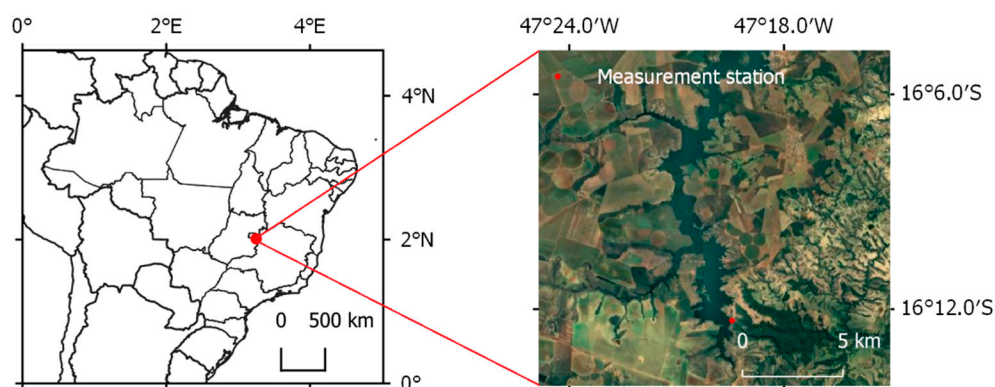 0° 2°E 4°E
47°24.0′W 47°18.0′W
Measurement station
4°N
16°6.0′S
2°N
16°12.0′S
0 500 km
0 5 km
0°